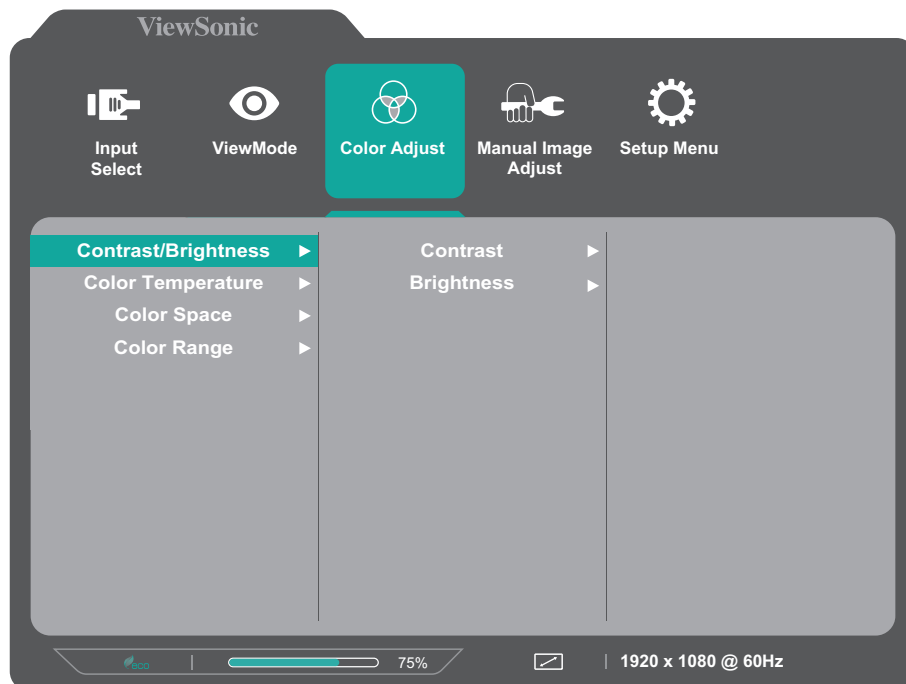 ViewSonic
Input
Select
ViewMode
Color Adjust
Manual Image
Adjust
Setup Menu
Contrast/Brightness
Color Temperature
Color Space
Color Range
Contrast
Brightness
ECO
75%
1920 x 1080 @ 60Hz